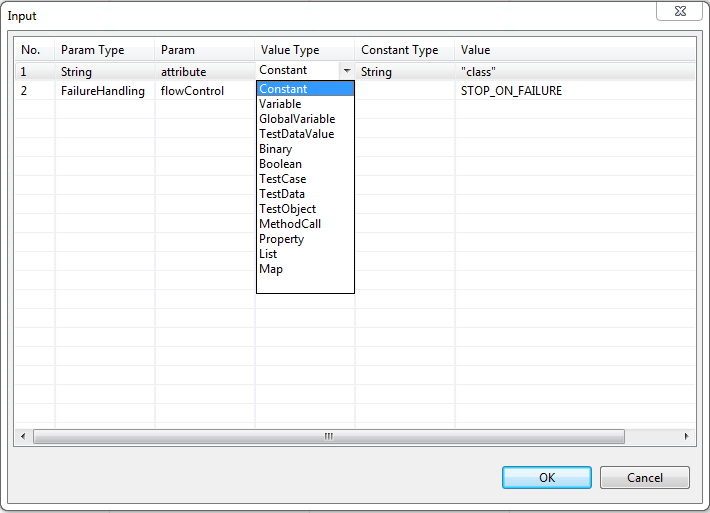 Input
No. Param Type Param Value Type Constant Type Value
1 String attribute Constant String "class"
2 FailureHandling flowControl Constant STOP_ON_FAILURE
Variable
GlobalVariable
TestDataValue
Binary
Boolean
TestCase
TestData
TestObject
MethodCall
Property
List
Map
OK Cancel